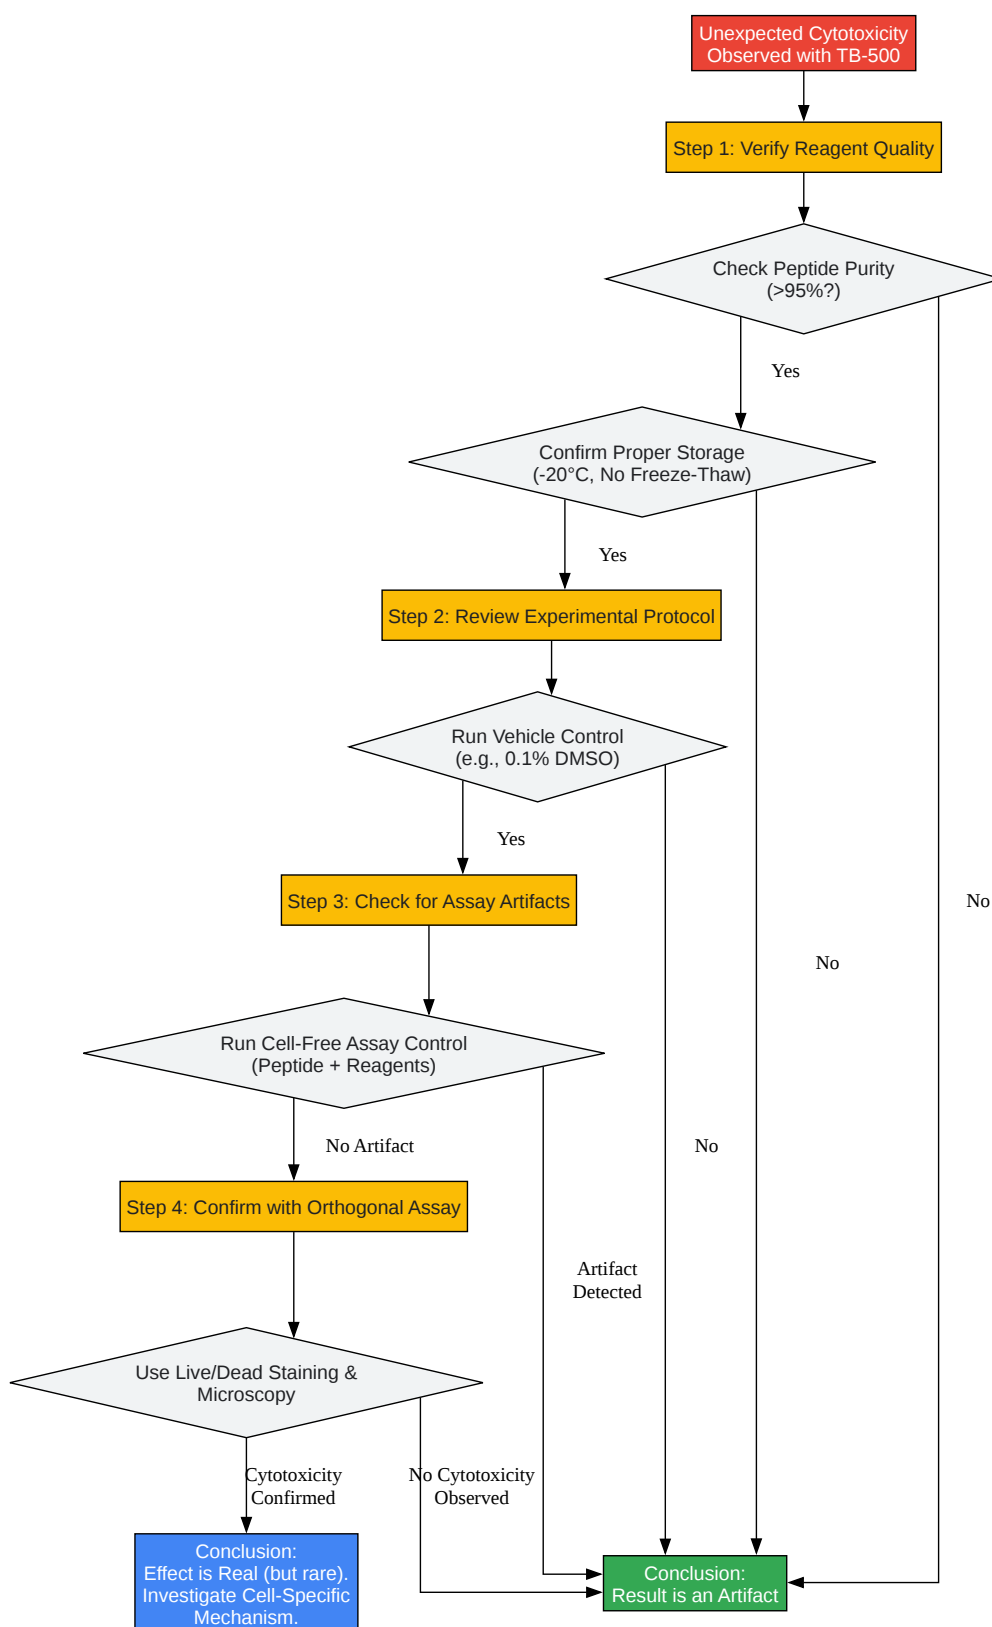 Unexpected Cytotoxicity
Observed with TB-500
Step 1: Verify Reagent Quality
Check Peptide Purity
(>95%?)
Yes
Confirm Proper Storage
(-20°C, No Freeze-Thaw)
Yes
Step 2: Review Experimental Protocol
Run Vehicle Control
(e.g., 0.1% DMSO)
Yes
Step 3: Check for Assay Artifacts
No
No
Run Cell-Free Assay Control
(Peptide + Reagents)
No Artifact
No
Step 4: Confirm with Orthogonal Assay
Artifact
Detected
Use Live/Dead Staining &
Microscopy
Cytotoxicity
Confirmed
No Cytotoxicity
Observed
Conclusion:
Effect is Real (but rare).
Investigate Cell-Specific
Mechanism.
Conclusion:
Result is an Artifact